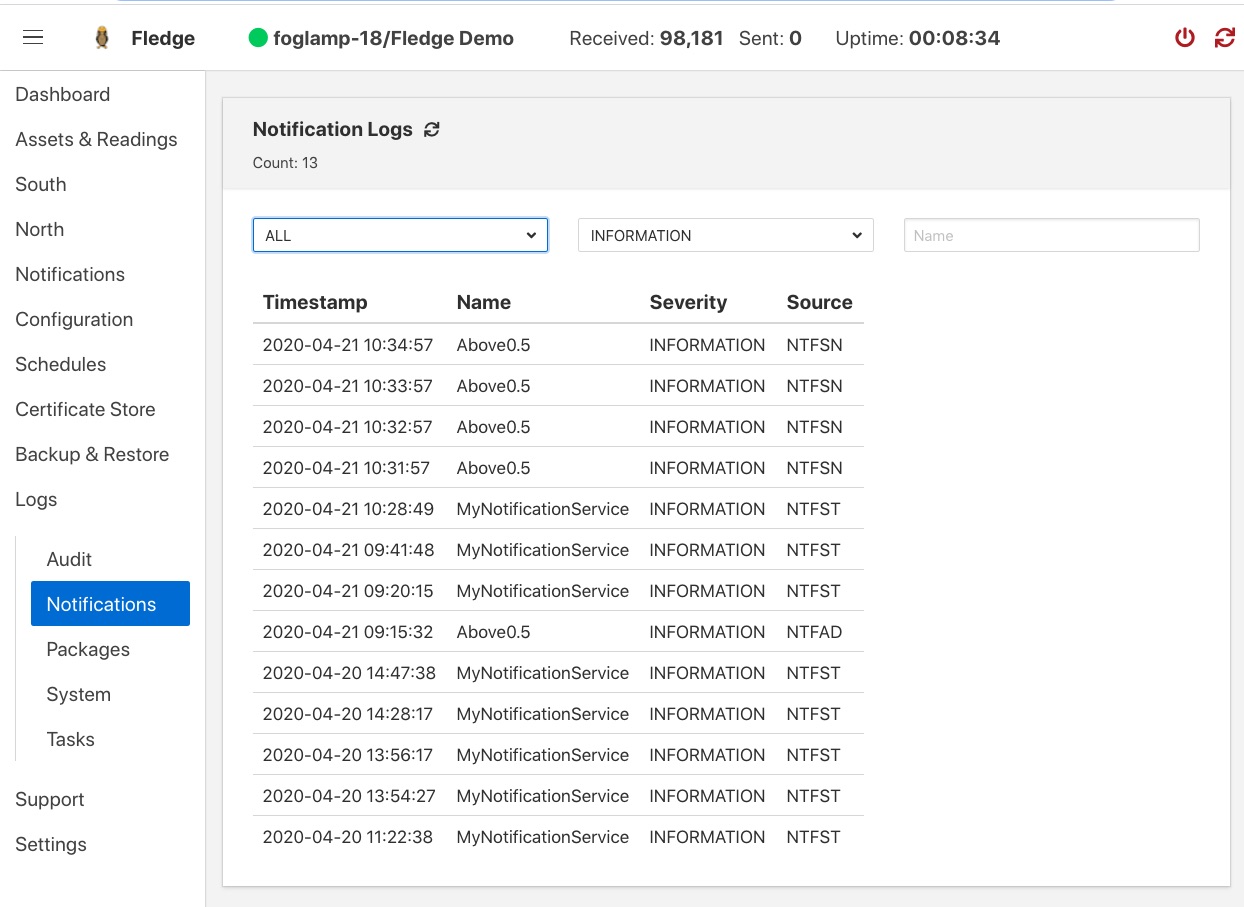 Fledge foglamp-18/Fledge Demo Received: 98,181 Sent: 0 Uptime: 00:08:34
Dashboard
Assets & Readings
South
North
Notifications
Configuration
Schedules
Certificate Store
Backup & Restore
Logs
Audit
Notifications
Packages
System
Tasks
Support
Settings
Notification Logs
Count: 13
ALL INFORMATION Name
Timestamp Name Severity Source
2020-04-21 10:34:57 Above0.5 INFORMATION NTFSN
2020-04-21 10:33:57 Above0.5 INFORMATION NTFSN
2020-04-21 10:32:57 Above0.5 INFORMATION NTFSN
2020-04-21 10:31:57 Above0.5 INFORMATION NTFSN
2020-04-21 10:28:49 MyNotificationService INFORMATION NTFST
2020-04-21 09:41:48 MyNotificationService INFORMATION NTFST
2020-04-21 09:20:15 MyNotificationService INFORMATION NTFST
2020-04-21 09:15:32 Above0.5 INFORMATION NTFAD
2020-04-20 14:47:38 MyNotificationService INFORMATION NTFST
2020-04-20 14:28:17 MyNotificationService INFORMATION NTFST
2020-04-20 13:56:17 MyNotificationService INFORMATION NTFST
2020-04-20 13:54:27 MyNotificationService INFORMATION NTFST
2020-04-20 11:22:38 MyNotificationService INFORMATION NTFST